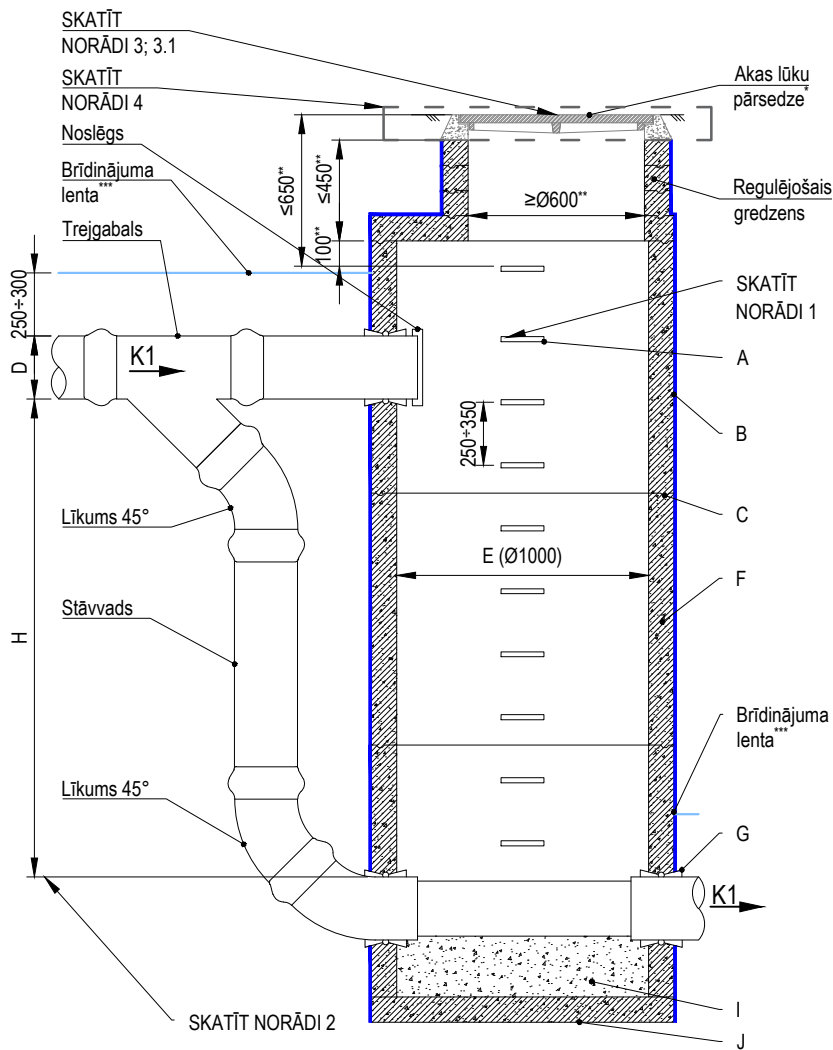 SKATĪT
NORĀDI 3; 3.1
SKATĪT
NORĀDI 4
Noslēgs
Brīdinājuma
lenta***
Trejgabals
Akas lūku
pārsedze*
Regulējošais
gredzens
≤650**
≤450**
100**
≥Ø600**
250÷300
D
K1
SKATĪT
NORĀDI 1
A
B
250÷350
C
Līkums 45°
E (Ø1000)
F
Stāvvads
H
Brīdinājuma
lenta***
Līkums 45°
G
K1
I
SKATĪT NORĀDI 2
J